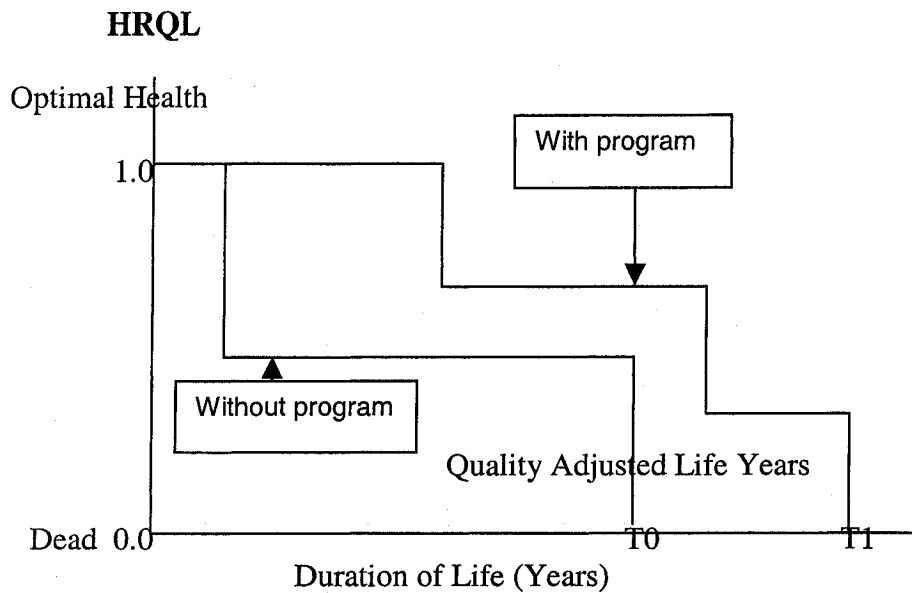 HRQL
Optimal Health
With program
1.0
Without program
Quality Adjusted Life Years
Dead 0.0
T0
T1
Duration of Life (Years)